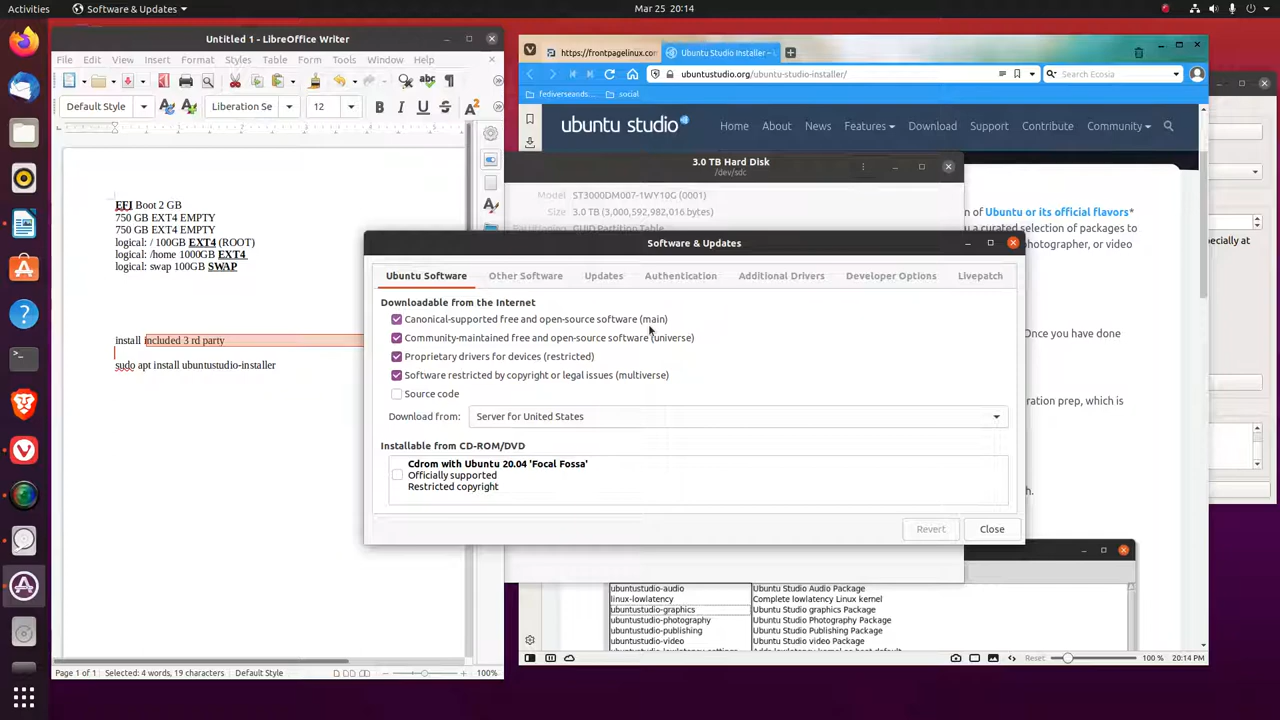 Activities
Software & Updates
Mar 25 20:14
Untitled 1 - LibreOffice Writer
File Edit View Insert Format Styles Table Form Tools Window
Default Style
Liberation Se
12
EFI Boot 2 GB
750 GB EXT4 EMPTY
750 GB EXT4 EMPTY
logical: / 100GB EXT4 (ROOT)
logical: /home 1000GB EXT4
logical: swap 100GB SWAP
install included 3 rd party
sudo apt install ubuntustudio-installer
Page 1 of 1 Selected: 4 words, 19 characters Default Style 100%
https://frontpagelinux.com
Ubuntu Studio Installer –
ubuntustudio.org/ubuntu-studio-installer/
Search Ecosia
fediverseands...
social
ubuntu studio
Home About News Features Download Support Contribute Community
3.0 TB Hard Disk
/dev/sdc
Model ST3000DM007-1WY10G (0001)
Size 3.0 TB (3,000,592,982,016 bytes)
n of Ubuntu or its official flavors*
a curated selection of packages to
hotographer, or video
specially at
Once you have done
eration prep, which is
h.
Software & Updates
Ubuntu Software
Other Software
Updates
Authentication
Additional Drivers
Developer Options
Livepatch
Downloadable from the Internet
Canonical-supported free and open-source software (main)
Community-maintained free and open-source software (universe)
Proprietary drivers for devices (restricted)
Software restricted by copyright or legal issues (multiverse)
Source code
Download from: Server for United States
Installable from CD-ROM/DVD
Cdrom with Ubuntu 20.04 'Focal Fossa'
Officially supported
Restricted copyright
Revert
Close
ubuntustudio-audio Ubuntu Studio Audio Package
linux-lowlatency Complete lowlatency Linux kernel
ubuntustudio-graphics Ubuntu Studio graphics Package
ubuntustudio-photography Ubuntu Studio Photography Package
ubuntustudio-publishing Ubuntu Studio Publishing Package
ubuntustudio-video Ubuntu Studio video Package
Reset 100 % 20:14 PM